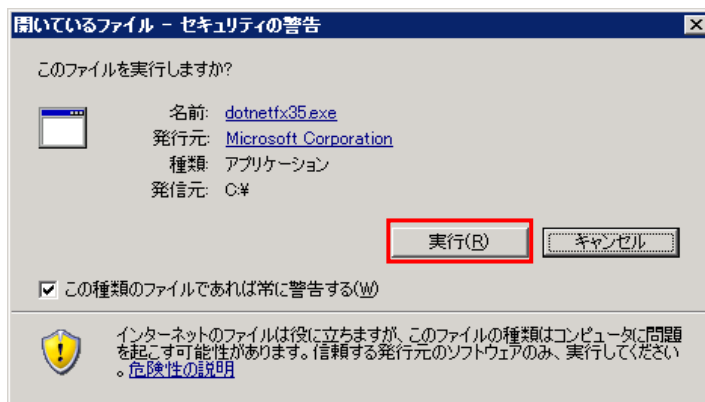 開いているファイル - セキュリティの警告
このファイルを実行しますか?
名前: dotnetfx35.exe
発行元: Microsoft Corporation
種類: アプリケーション
発信元: C:¥
実行(R) キャンセル
この種類のファイルであれば常に警告する(W)
インターネットのファイルは役に立ちますが、このファイルの種類はコンピュータに問題
を起こす可能性があります。信頼する発行元のソフトウェアのみ、実行してください
。危険性の説明